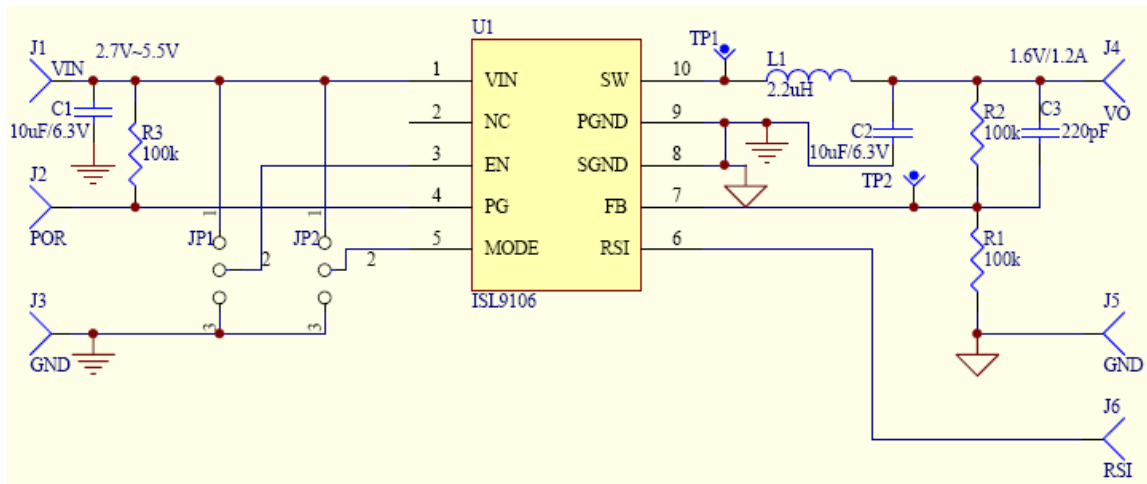 U1
J1
VIN
2.7V~5.5V
C1
10uF/6.3V
R3
100k
J2
POR
JP1
1
2
3
JP2
1
2
3
J3
GND
1 VIN
2 NC
3 EN
4 PG
5 MODE
SW 10
PGND 9
SGND 8
FB 7
RSI 6
ISL9106
TP1
L1
2.2uH
1.6V/1.2A
J4
VO
C2
10uF/6.3V
R2
100k
C3
220pF
TP2
R1
100k
J5
GND
J6
RSI